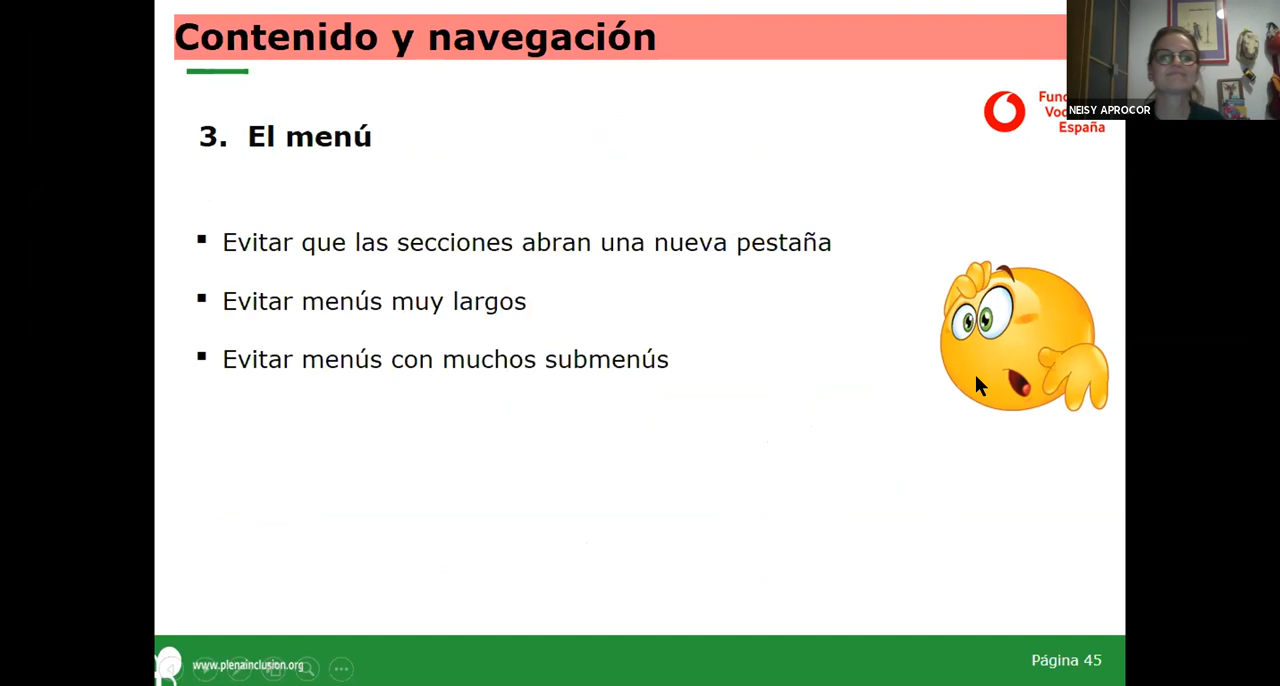 Contenido y navegación
NEISY APROCOR
España
3. El menú
▪ Evitar que las secciones abran una nueva pestaña
▪ Evitar menús muy largos
▪ Evitar menús con muchos submenús
www.plenainclusion.org
Página 45